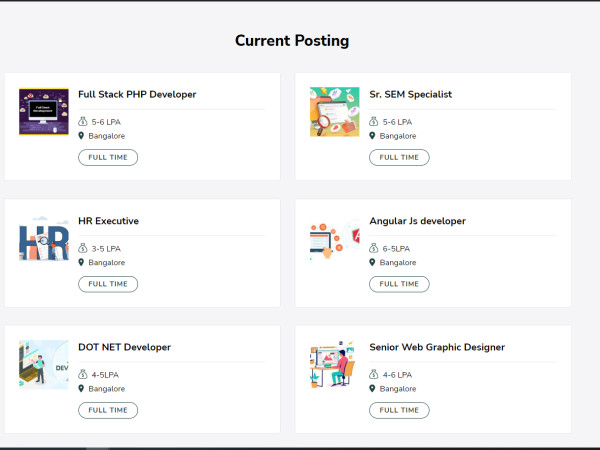 Current Posting
Full Stack PHP Developer
5-6 LPA
Bangalore
FULL TIME
Sr. SEM Specialist
5-6 LPA
Bangalore
FULL TIME
HR
HR Executive
3-5 LPA
Bangalore
FULL TIME
Angular Js developer
6-5LPA
Bangalore
FULL TIME
DEV
DOT NET Developer
4-5LPA
Bangalore
FULL TIME
Senior Web Graphic Designer
4-6 LPA
Bangalore
FULL TIME